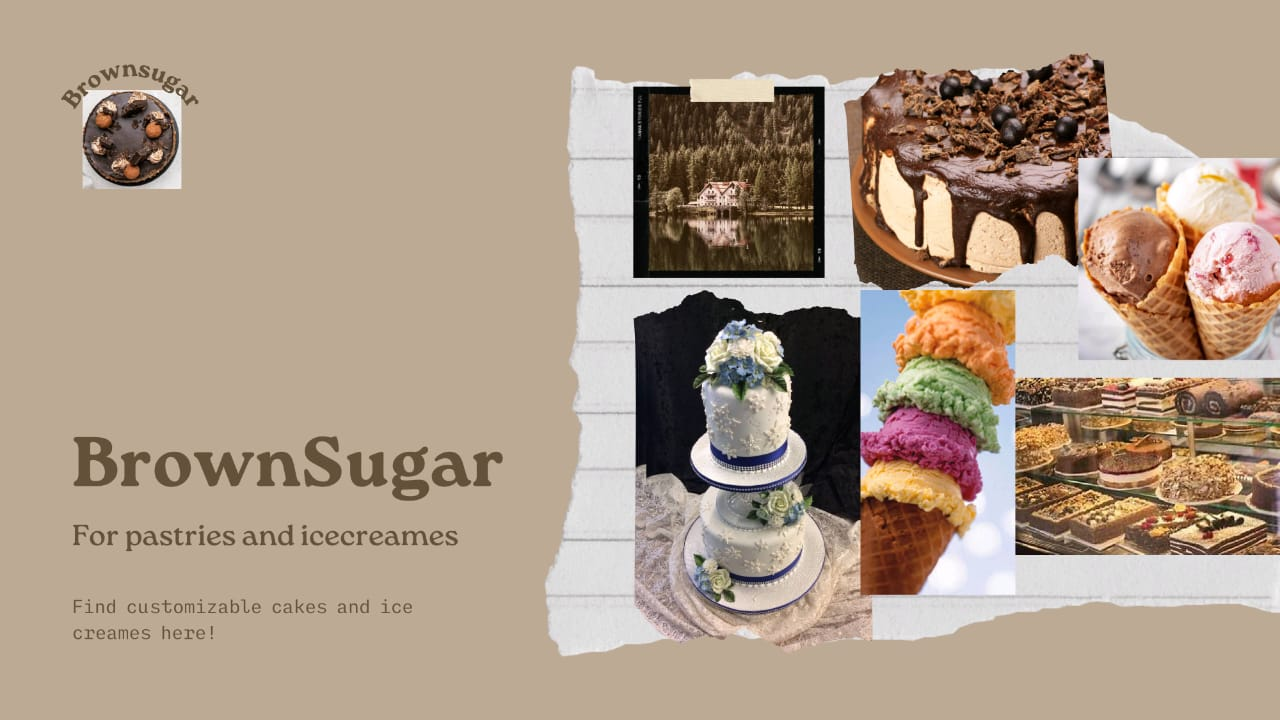 Brownsugar
BrownSugar
For pastries and icecreames
Find customizable cakes and ice
creames here!